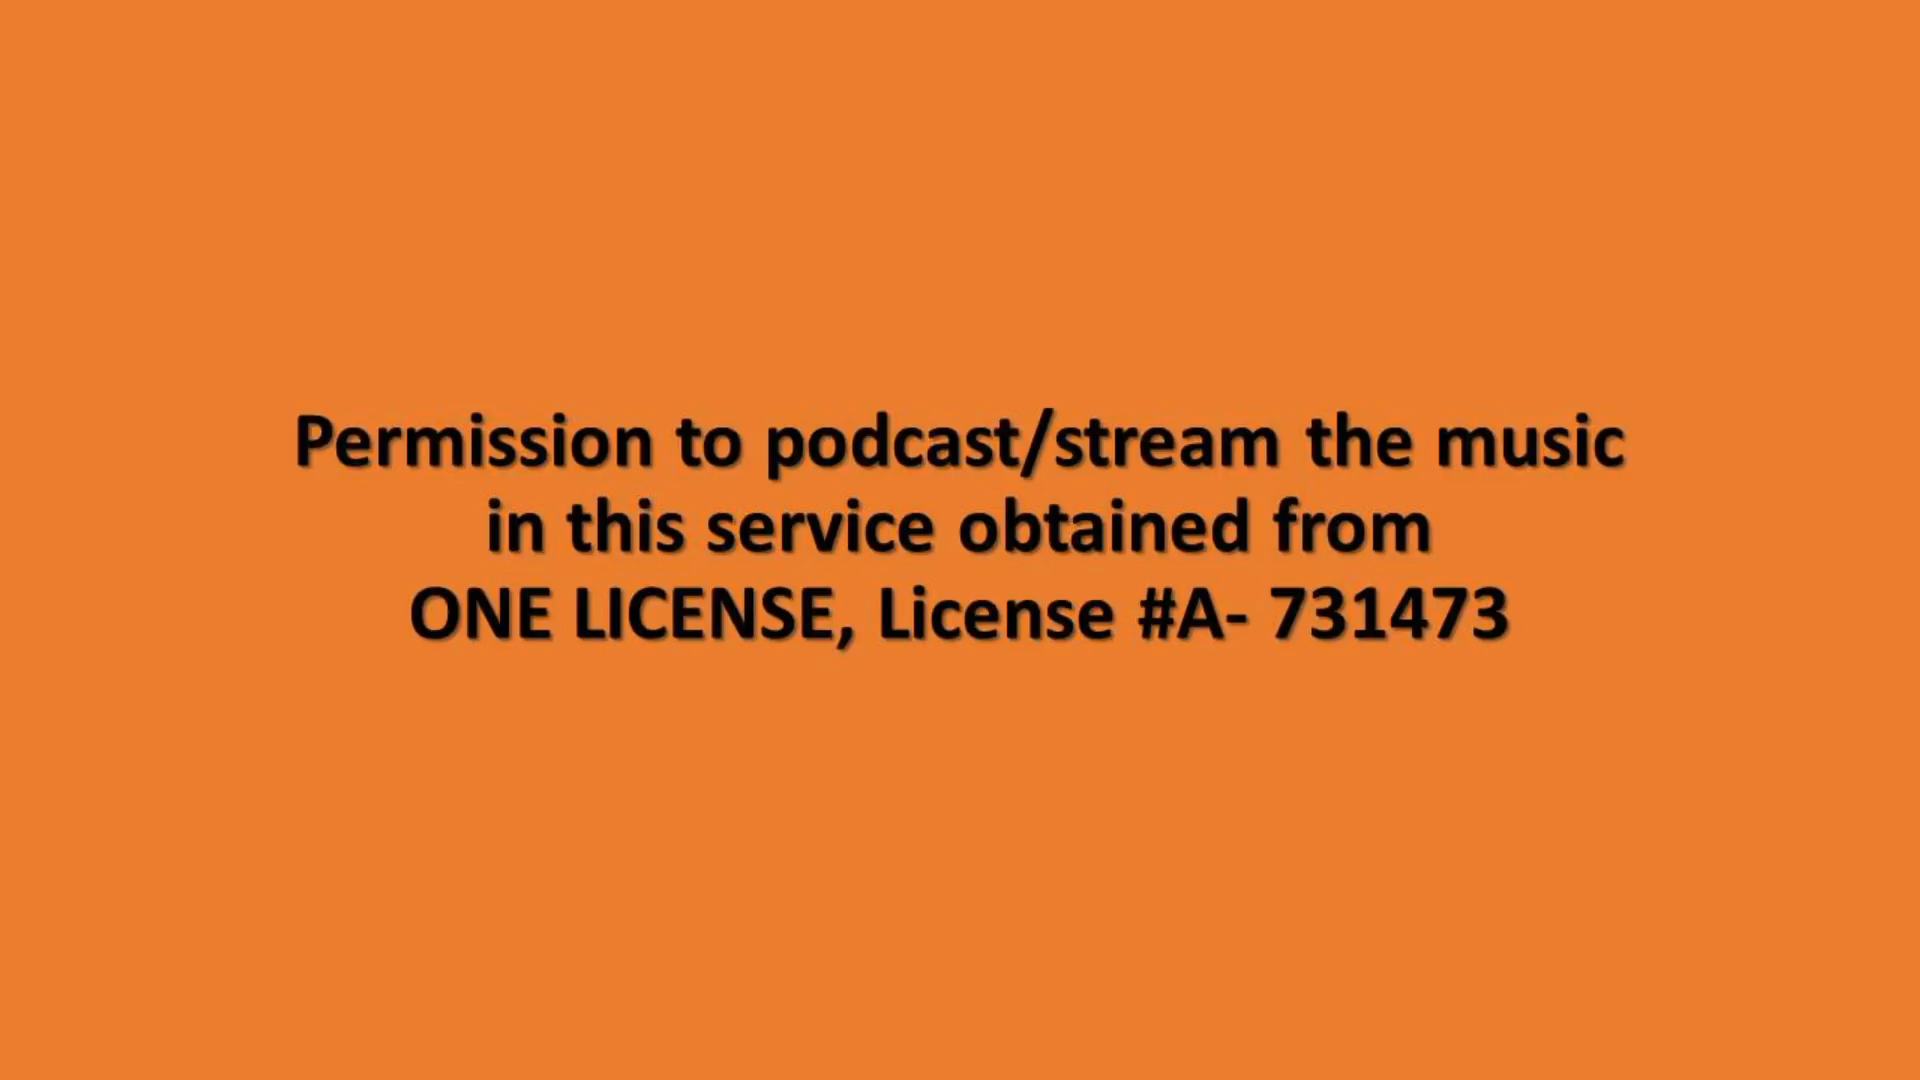 Permission to podcast/stream the music
in this service obtained from
ONE LICENSE, License #A- 731473